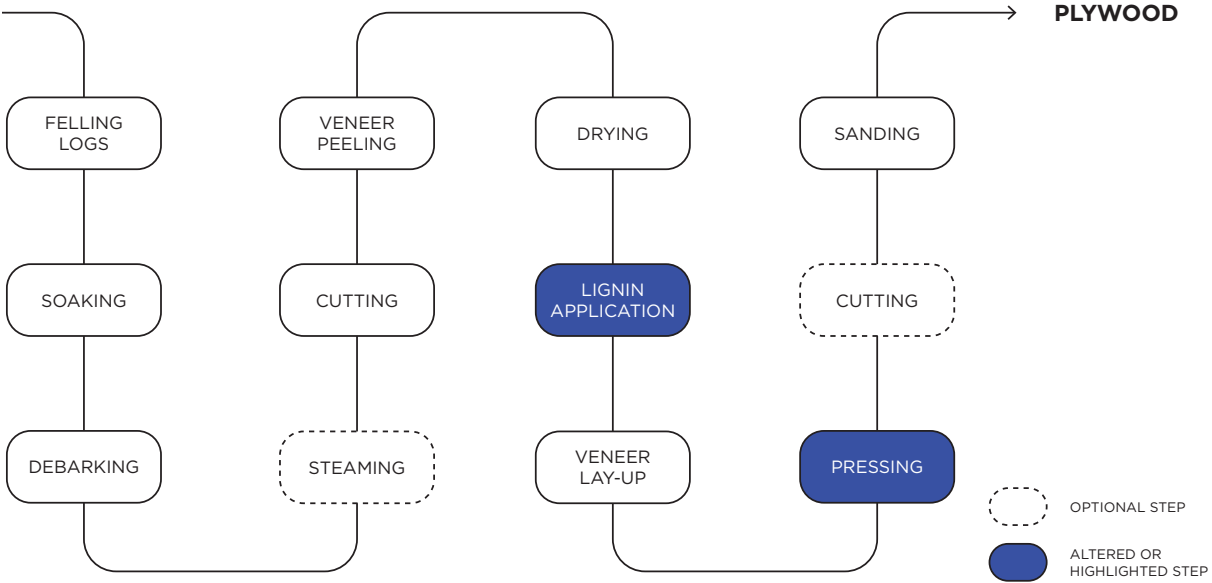 PLYWOOD
FELLING
LOGS
SOAKING
DEBARKING
STEAMING
CUTTING
VENEER
PEELING
DRYING
LIGNIN
APPLICATION
VENEER
LAY-UP
PRESSING
CUTTING
SANDING
OPTIONAL STEP
ALTERED OR
HIGHLIGHTED STEP